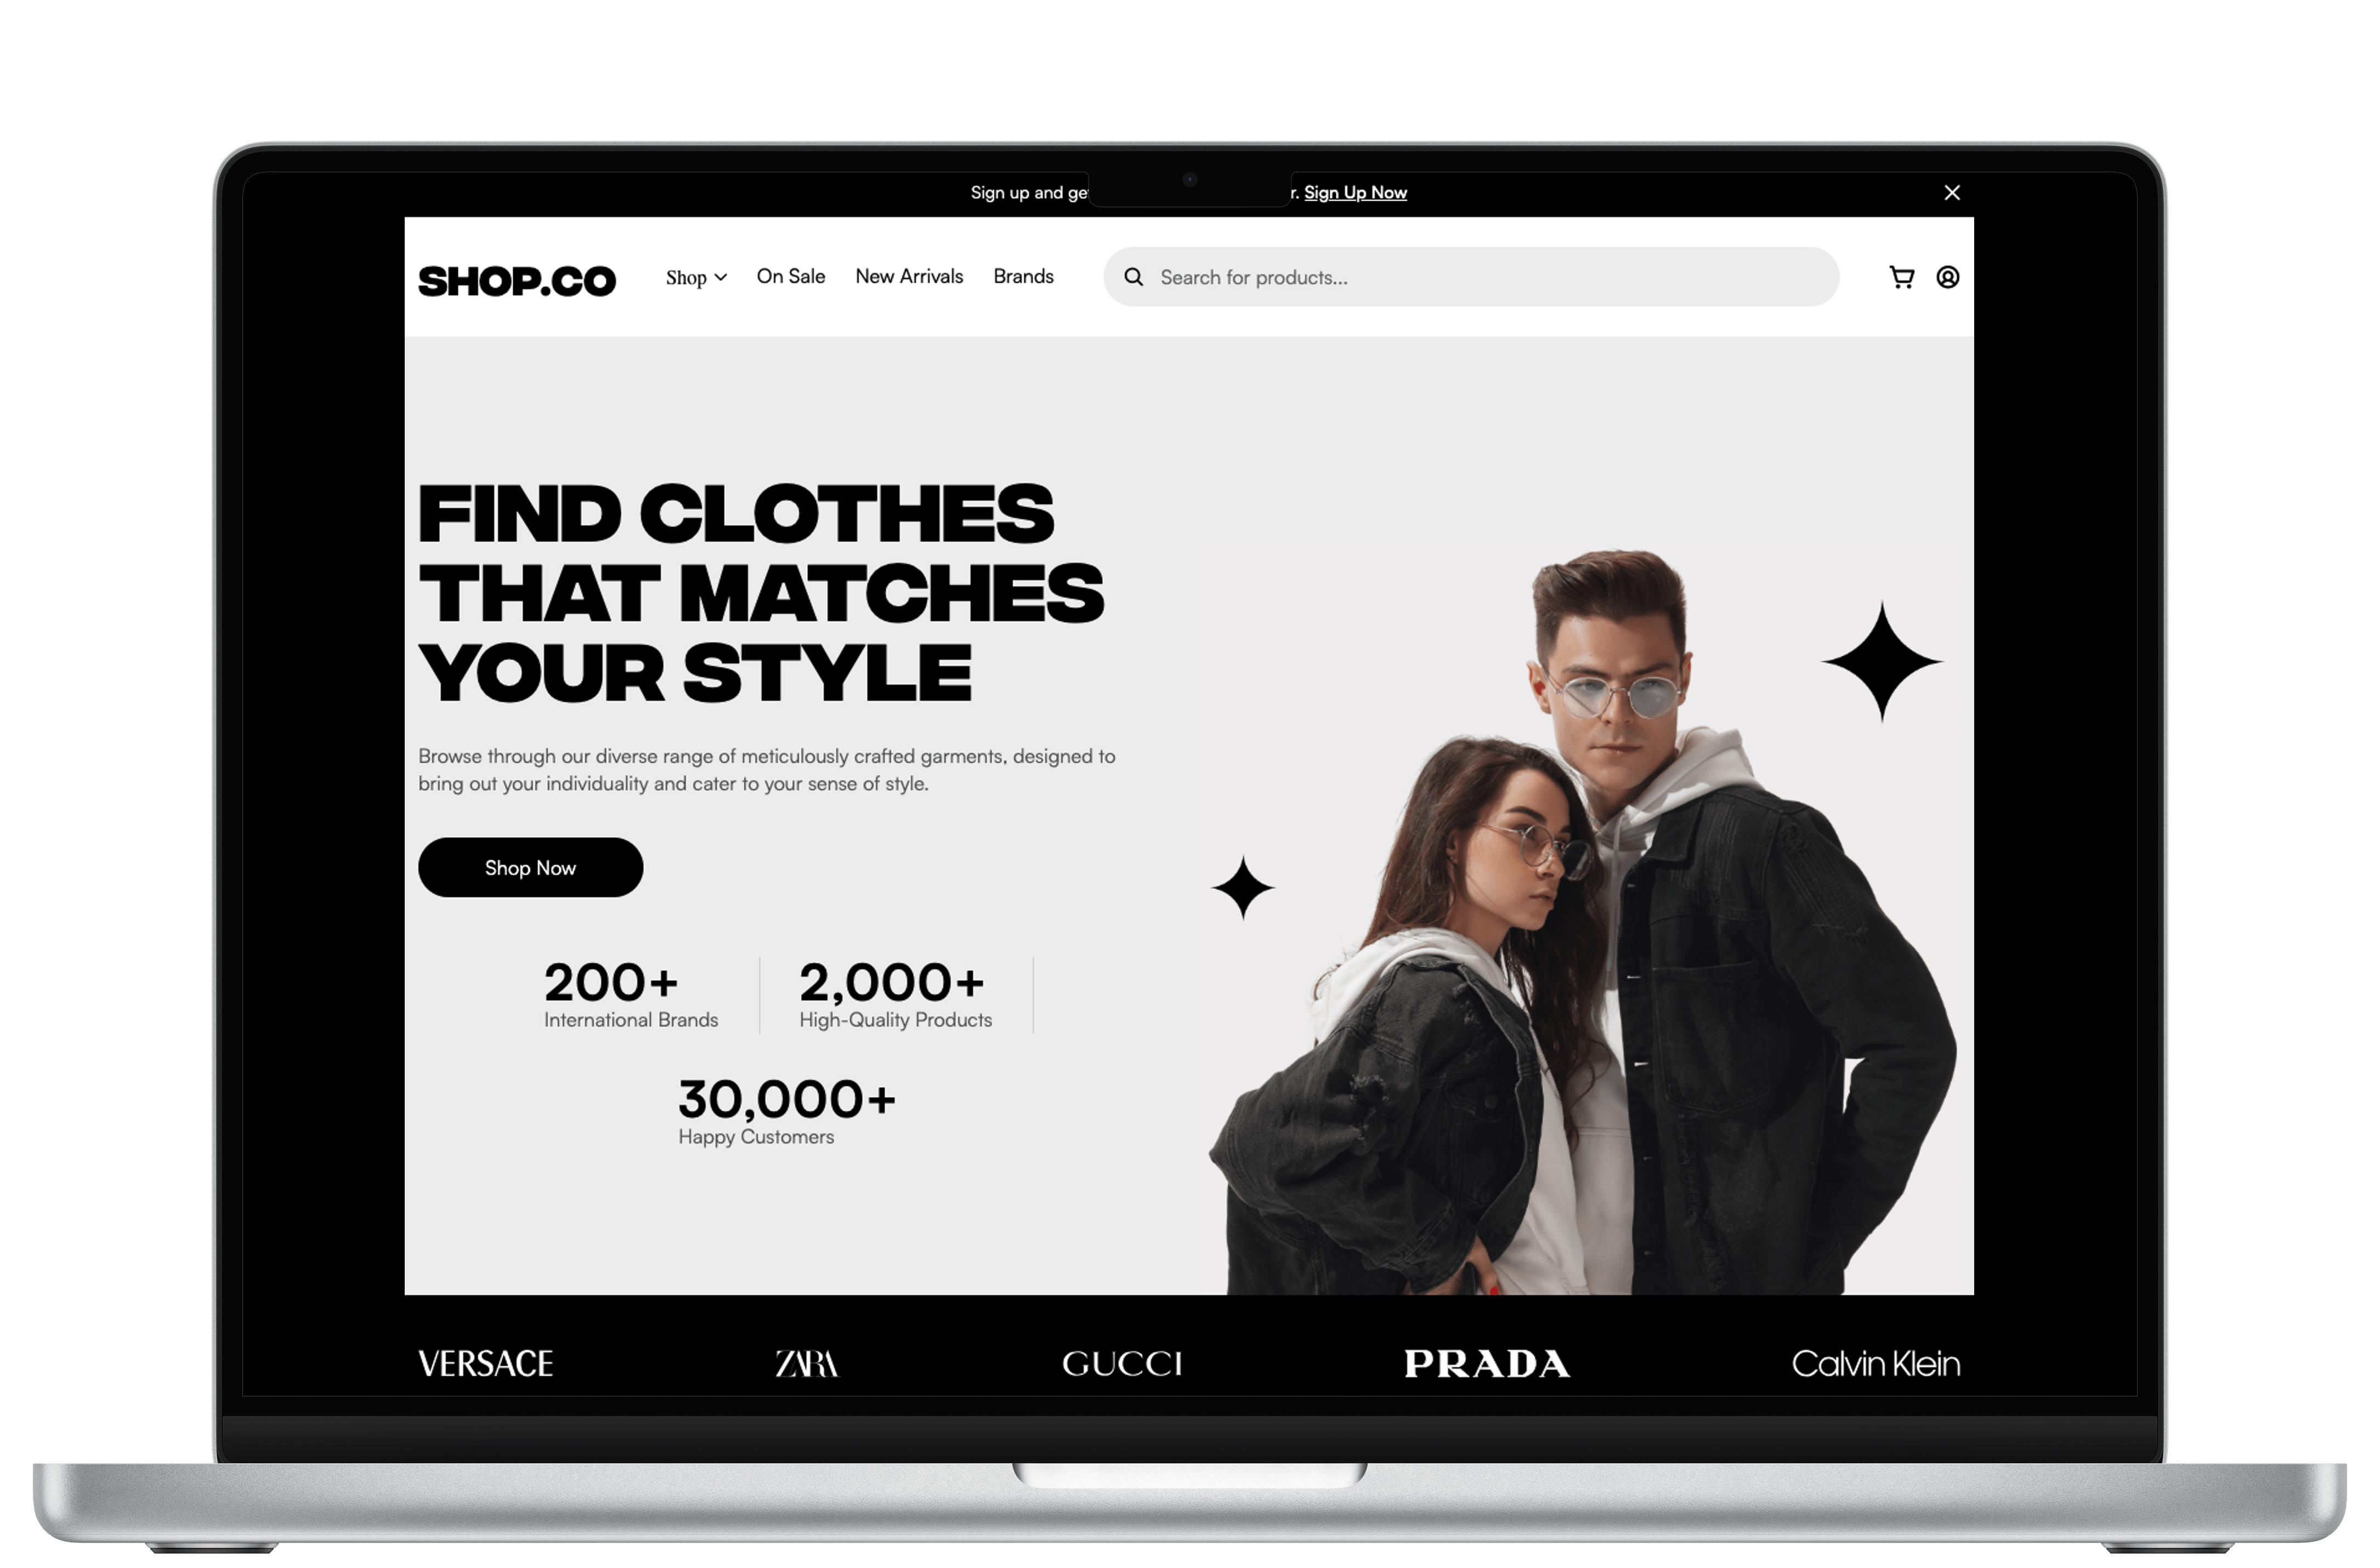 Sign up and get r. Sign Up Now
SHOP.CO Shop On Sale New Arrivals Brands Search for products...
FIND CLOTHES
THAT MATCHES
YOUR STYLE
Browse through our diverse range of meticulously crafted garments, designed to
bring out your individuality and cater to your sense of style.
Shop Now
200+ 2,000+
International Brands High-Quality Products
30,000+
Happy Customers
VERSACE ZARA GUCCI PRADA Calvin Klein